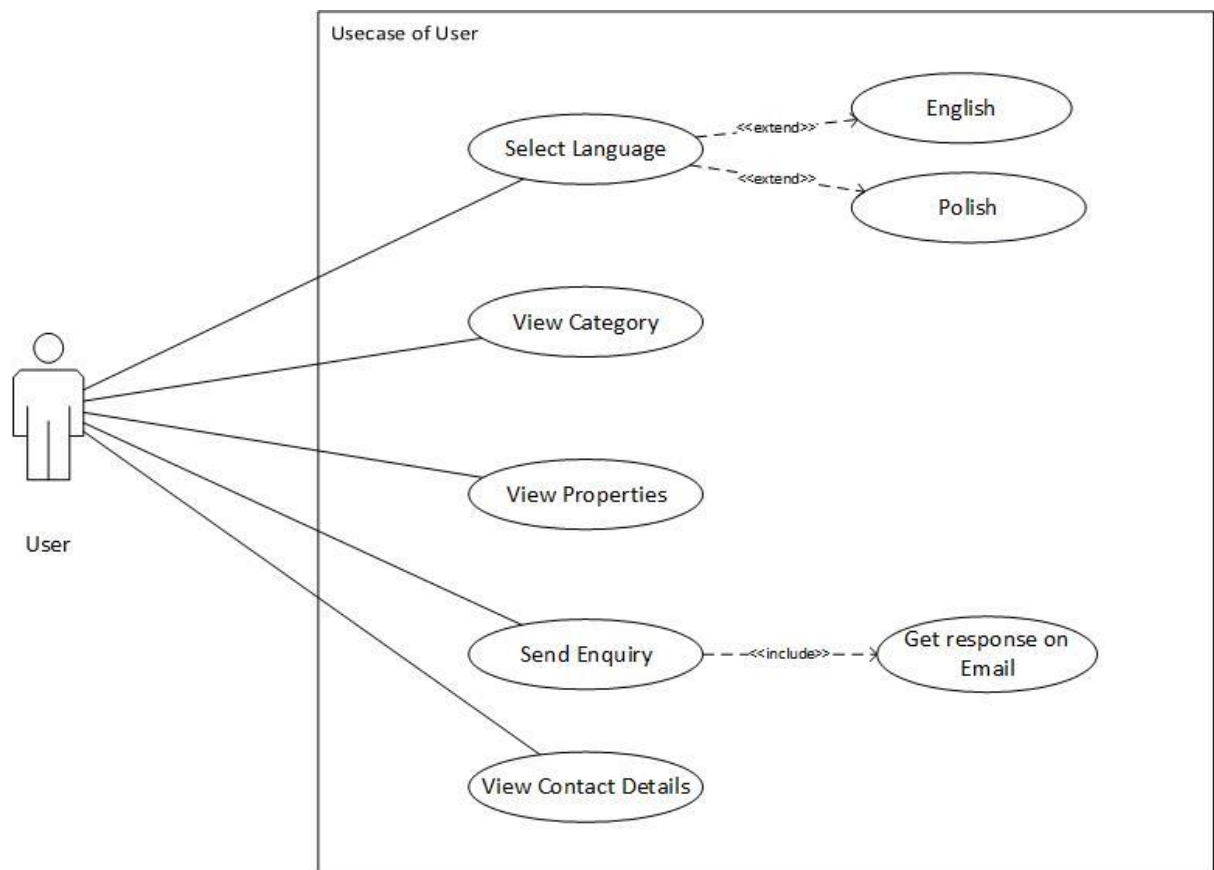 Usecase of User
English
<<extend>>
Select Language
<<extend>>
Polish
View Category
View Properties
User
Send Enquiry
<<include>>
Get response on
Email
View Contact Details